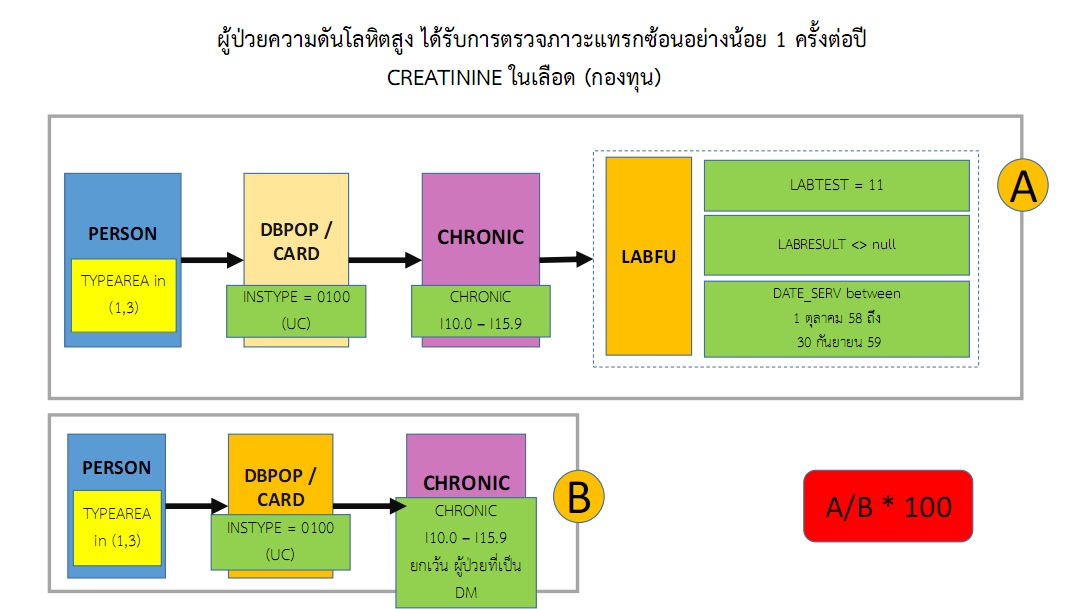 ผู้ป่วยความดันโลหิตสูง ได้รับการตรวจภาวะแทรกซ้อนอย่างน้อย 1 ครั้งต่อปี
CREATININE ในเลือด (กองทุน)
A
PERSON
TYPEAREA in
(1,3)
DBPOP /
CARD
INSTYPE = 0100
(UC)
CHRONIC
CHRONIC
I10.0 – I15.9
LABFU
LABTEST = 11
LABRESULT <> null
DATE_SERV between
1 ตุลาคม 58 ถึง
30 กันยายน 59
B
PERSON
TYPEAREA
in (1,3)
DBPOP /
CARD
INSTYPE = 0100
(UC)
CHRONIC
CHRONIC
I10.0 – I15.9
ยกเว้น ผู้ป่วยที่เป็น
DM
A/B * 100